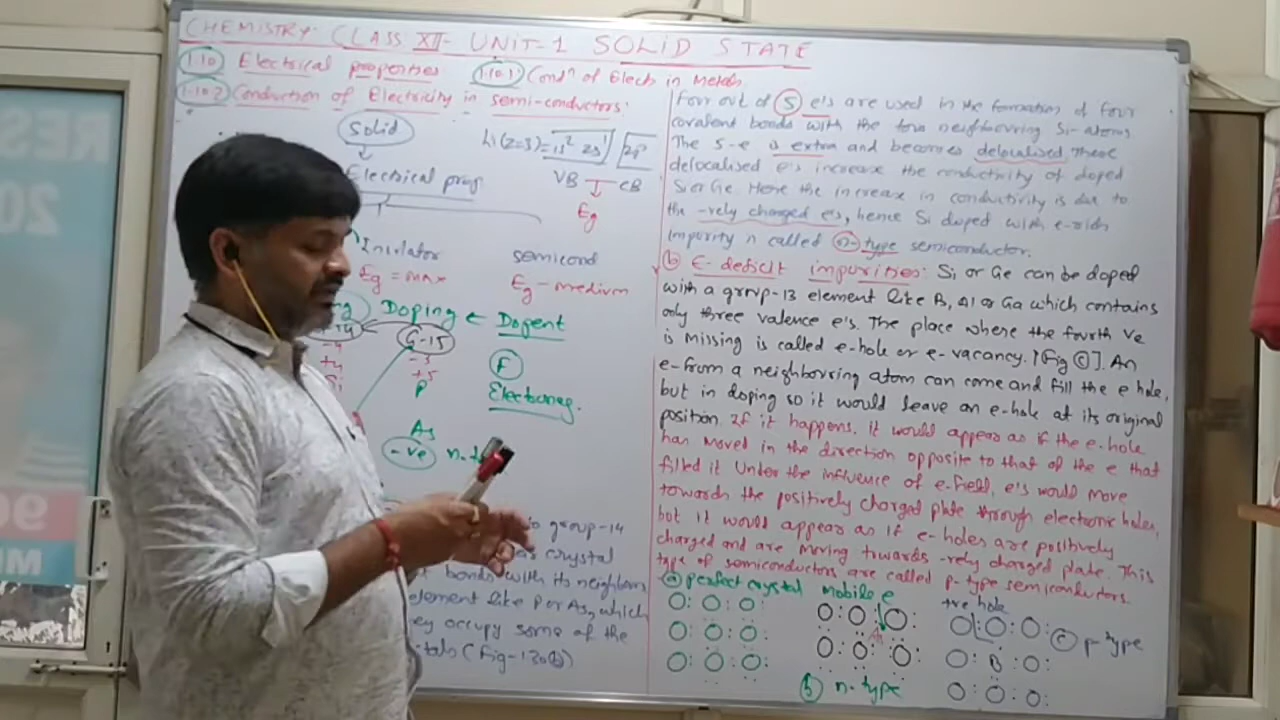 CHEMISTRY- CLASS XII- UNIT-1 SOLID STATE
1.10 Electrical properties 1.10.1 Condn of Elect. in Metals
1.10.2 Conduction of Electricity in semi-conductors:
Solid
Li(Z=3)=1s² 2s¹ 2p
VB CB
Eg
Electrical prop
Insulator semicond
Eg = max Eg - medium
Doping ← Dopent
G-15
-3
+5
P
As
-ve
F
Electroneg.
+4
Si
group-14
crystal
bonds with its neighbou
element like P or As, which
occupy some of the
(Fig-1.30(b))
Four out of 5 e's are used in the formation of four
covalent bonds with the four neighbouring Si-atoms
The 5-e is extra and becomes delocalised. These
delocalised e's increase the conductivity of doped
Si or Ge. Here the increase in conductivity is due to
the -vely charged e's, hence Si doped with e-rich
impurity is called n-type semiconductor.
(b) E-deficit impurities: Si or Ge can be doped
with a group-13 element like B, Al or Ga which contains
only three valence e's. The place where the fourth ve
is missing is called e-hole or e-vacancy. [Fig (c)]. An
e-from a neighbouring atom can come and fill the e hole,
but in doping so it would leave an e-hole at its original
position. If it happens, it would appear as if the e-hole
has moved in the direction opposite to that of the e that
filled it. Under the influence of e-field, e's would move
towards the positively charged plate through electronic holes,
but it would appear as if e-holes are positively
charged and are moving towards -vely charged plate. This
type of semiconductors are called p-type semiconductors.
(a) perfect crystal mobile e +ve hole
As
B
(b) n-type
(c) p-type